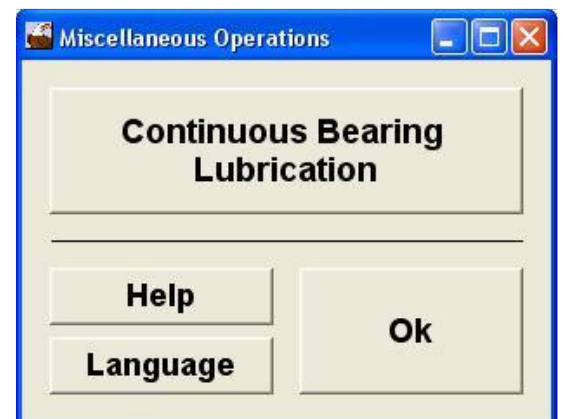 Miscellaneous Operations
Continuous Bearing
Lubrication
Help
Ok
Language